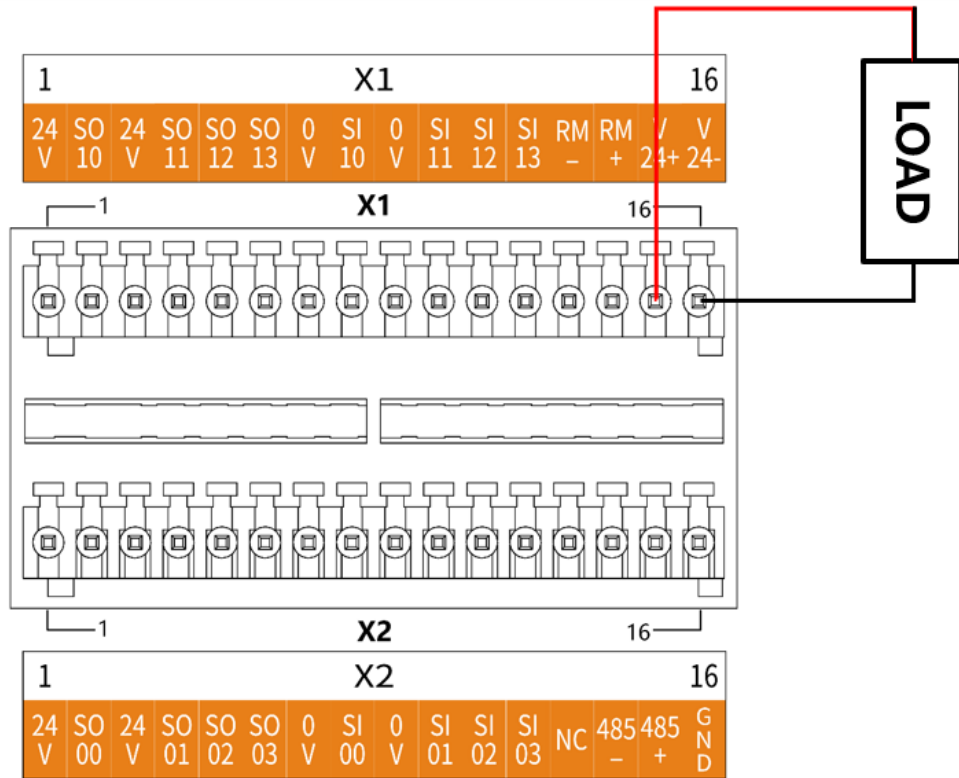 1 X1 16
24 V SO 10 24 V SO 11 SO 12 SO 13 0 V SI 10 0 V SI 11 SI 12 SI 13 RM – RM + V 24+ V 24-
1 X1 16
LOAD
1 X2 16
1 X2 16
24 V SO 00 24 V SO 01 SO 02 SO 03 0 V SI 00 0 V SI 01 SI 02 SI 03 NC 485 – 485 + GND